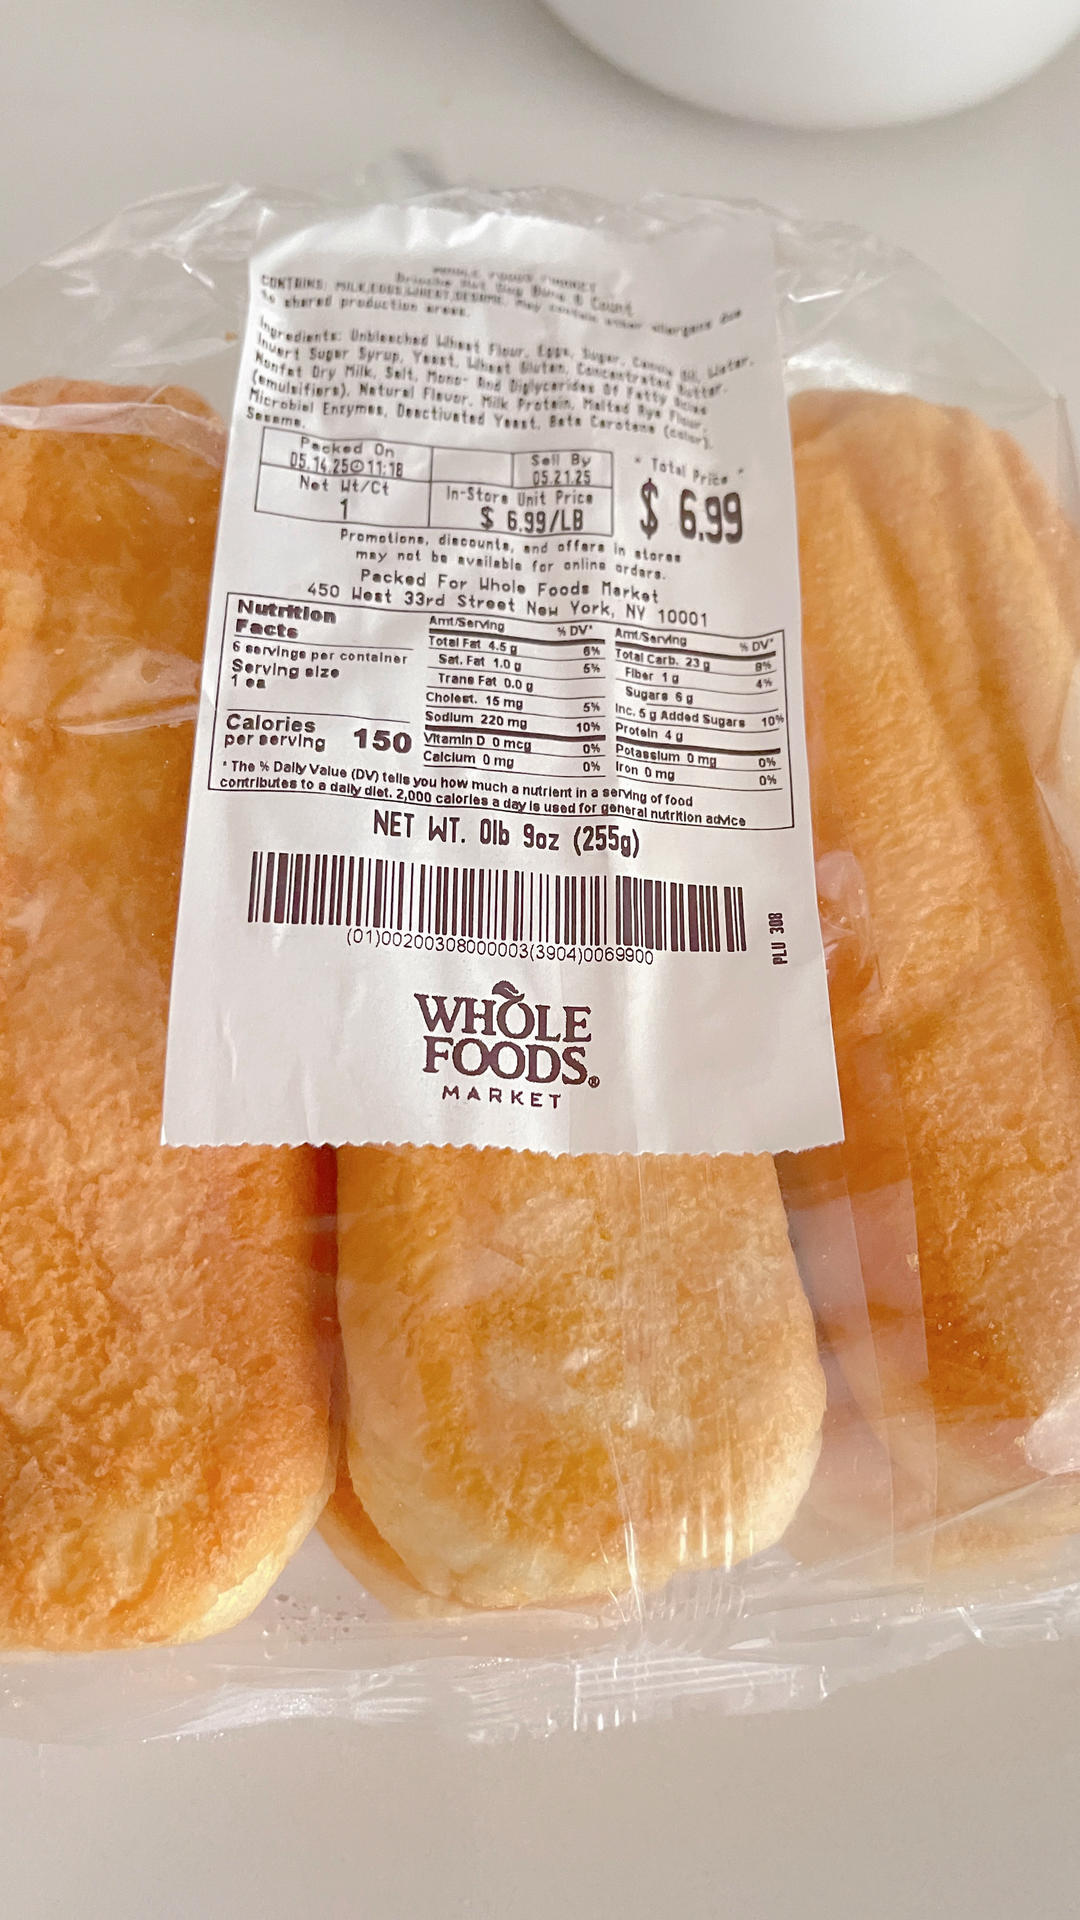 WHOLE FOODS MARKET
Brioche Hot Dog Buns 6 Count
CONTAINS: MILK,EGGS,WHEAT,SESAME. May contain other allergens due
to shared production areas.
Ingredients: Unbleached Wheat Flour, Eggs, Sugar, Canola Oil, Water,
Invert Sugar Syrup, Yeast, Wheat Gluten, Concentrated Butter,
Nonfat Dry Milk, Salt, Mono- And Diglycerides Of Fatty Acids
(emulsifiers), Natural Flavor, Milk Protein, Malted Rye Flour,
Microbial Enzymes, Deactivated Yeast, Beta Carotene (color),
Sesame.
Packed On
05.14.25 11:18
Sell By
05.21.25
* Total Price *
$ 6.99
Net Wt/Ct
1
In-Store Unit Price
$ 6.99/LB
Promotions, discounts, and offers in stores
may not be available for online orders.
Packed For Whole Foods Market
450 West 33rd Street New York, NY 10001
Nutrition
Facts
6 servings per container
Serving size
1 ea
Calories
per serving 150
Amt/Serving % DV*
Total Fat 4.5 g 6%
Sat. Fat 1.0 g 5%
Trans Fat 0.0 g
Cholest. 15 mg 5%
Sodium 220 mg 10%
Vitamin D 0 mcg 0%
Calcium 0 mg 0%
Amt/Serving % DV*
Total Carb. 23 g 8%
Fiber 1 g 4%
Sugars 6 g
Inc. 5 g Added Sugars 10%
Protein 4 g
Potassium 0 mg 0%
Iron 0 mg 0%
* The % Daily Value (DV) tells you how much a nutrient in a serving of food
contributes to a daily diet. 2,000 calories a day is used for general nutrition advice
NET WT. 0lb 9oz (255g)
(01)00200308000003(3904)0069900
PLU 308
WHOLE
FOODS®
MARKET